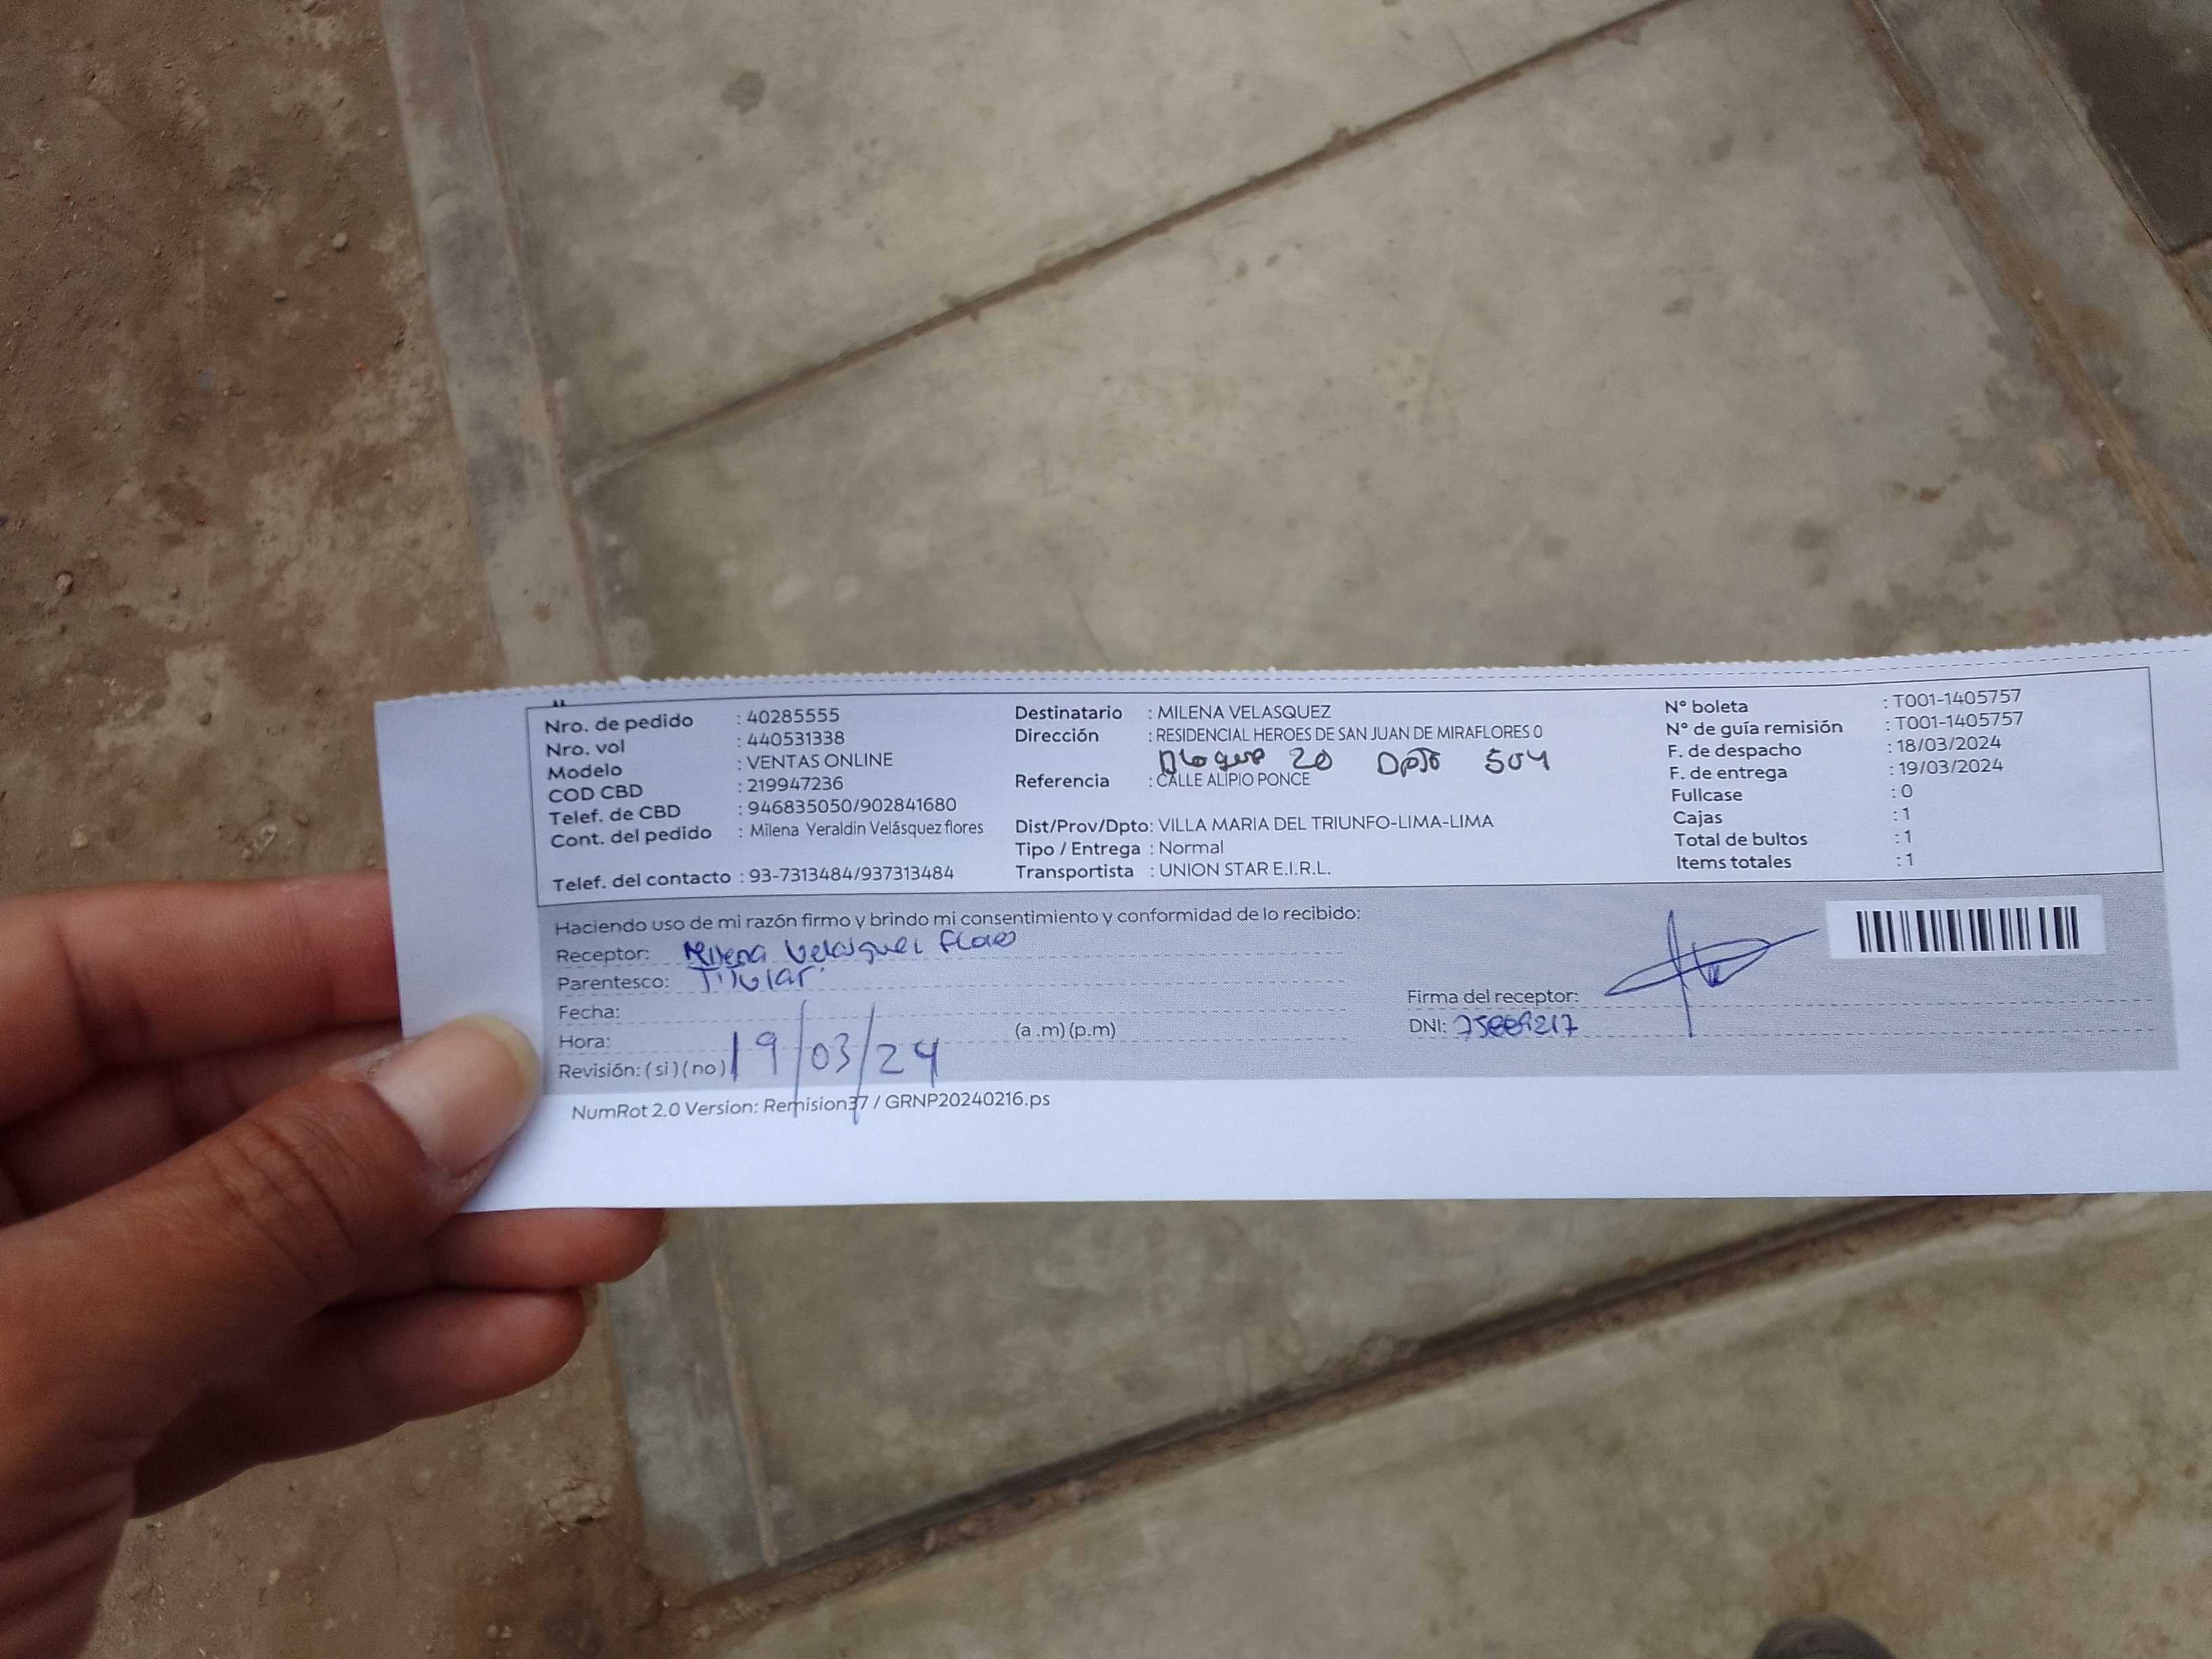 Nro. de pedido : 40285555
Nro. vol : 440531338
Modelo : VENTAS ONLINE
COD CBD : 219947236
Telef. de CBD : 946835050/902841680
Cont. del pedido : Milena Yeraldin Velásquez flores
Telef. del contacto : 93-7313484/937313484
Destinatario : MILENA VELASQUEZ
Dirección : RESIDENCIAL HEROES DE SAN JUAN DE MIRAFLORES 0
Bloque 20 Dpto 504
Referencia : CALLE ALIPIO PONCE
Dist/Prov/Dpto: VILLA MARIA DEL TRIUNFO-LIMA-LIMA
Tipo / Entrega : Normal
Transportista : UNION STAR E.I.R.L.
N° boleta : T001-1405757
N° de guía remisión : T001-1405757
F. de despacho : 18/03/2024
F. de entrega : 19/03/2024
Fullcase : 0
Cajas : 1
Total de bultos : 1
Items totales : 1
Haciendo uso de mi razón firmo y brindo mi consentimiento y conformidad de lo recibido:
Receptor: Milena Velasquez Flores
Parentesco: Titular
Fecha:
Hora: (a .m) (p.m)
Revisión: (si) (no) 19/03/24
Firma del receptor:
DNI:
NumRot 2.0 Version: Remision37 / GRNP20240216.ps